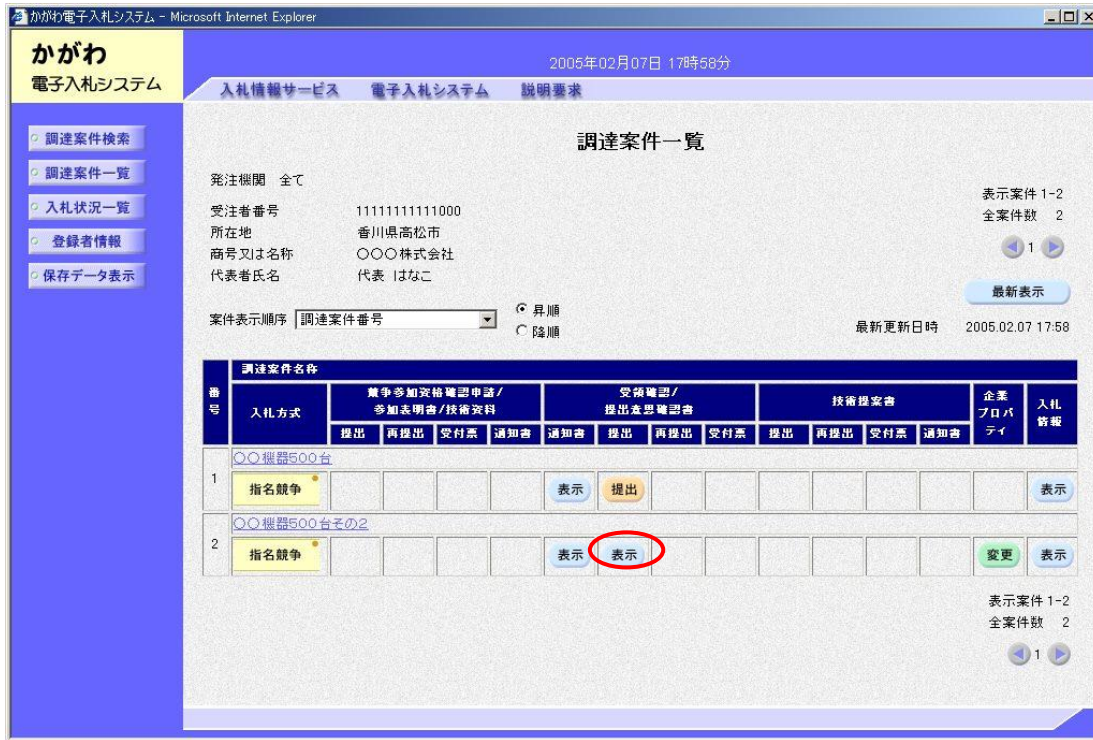 かがわ電子入札システム - Microsoft Internet Explorer
かがわ
電子入札システム
2005年02月07日 17時58分
入札情報サービス 電子入札システム 説明要求
調達案件検索
調達案件一覧
入札状況一覧
登録者情報
保存データ表示
調達案件一覧
発注機関 全て
受注者番号 11111111111000
所在地 香川県高松市
商号又は名称 〇〇〇株式会社
代表者氏名 代表 はなこ
表示案件 1-2
全案件数 2
1
最新表示
案件表示順序 調達案件番号
昇順
降順
最新更新日時 2005.02.07 17:58
番号
調達案件名称
入札方式
競争参加資格確認申請/
参加表明書/技術資料
受領確認/
提出意思確認書
技術提案書
企業
プロパ
ティ
入札
情報
提出 再提出 受付票 通知書 通知書 提出 再提出 受付票 提出 再提出 受付票 通知書
1
〇〇機器500台
指名競争 表示 提出 表示
2
〇〇機器500台その2
指名競争 表示 表示 変更 表示
表示案件 1-2
全案件数 2
1